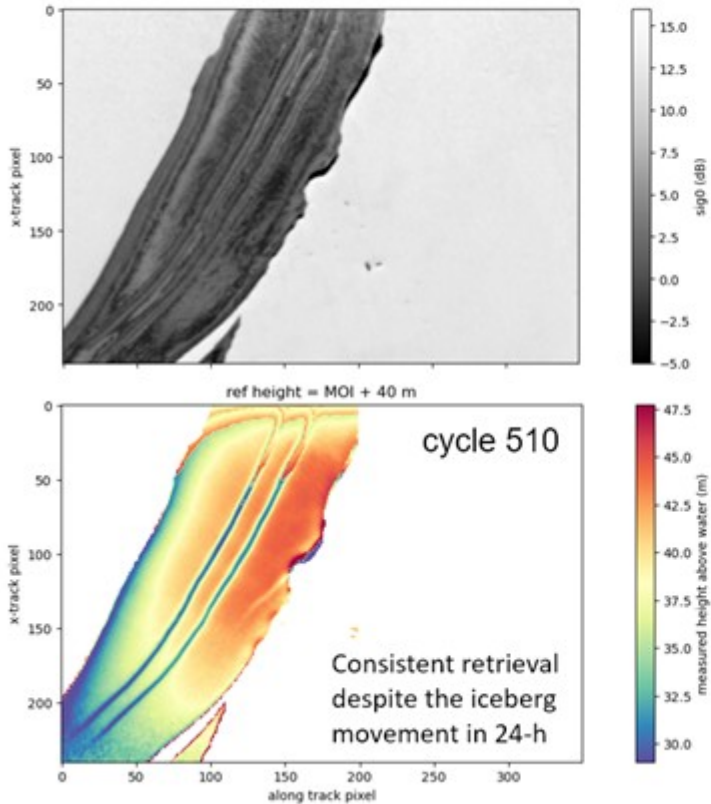 0
50
100
150
200
x-track pixel
15.0
12.5
10.0
7.5
5.0
2.5
0.0
−2.5
−5.0
sig0 (dB)
ref height = MOI + 40 m
cycle 510
0
50
100
150
200
x-track pixel
Consistent retrieval
despite the iceberg
movement in 24-h
0 50 100 150 200 250 300
along track pixel
47.5
45.0
42.5
40.0
37.5
35.0
32.5
30.0
measured height above water (m)